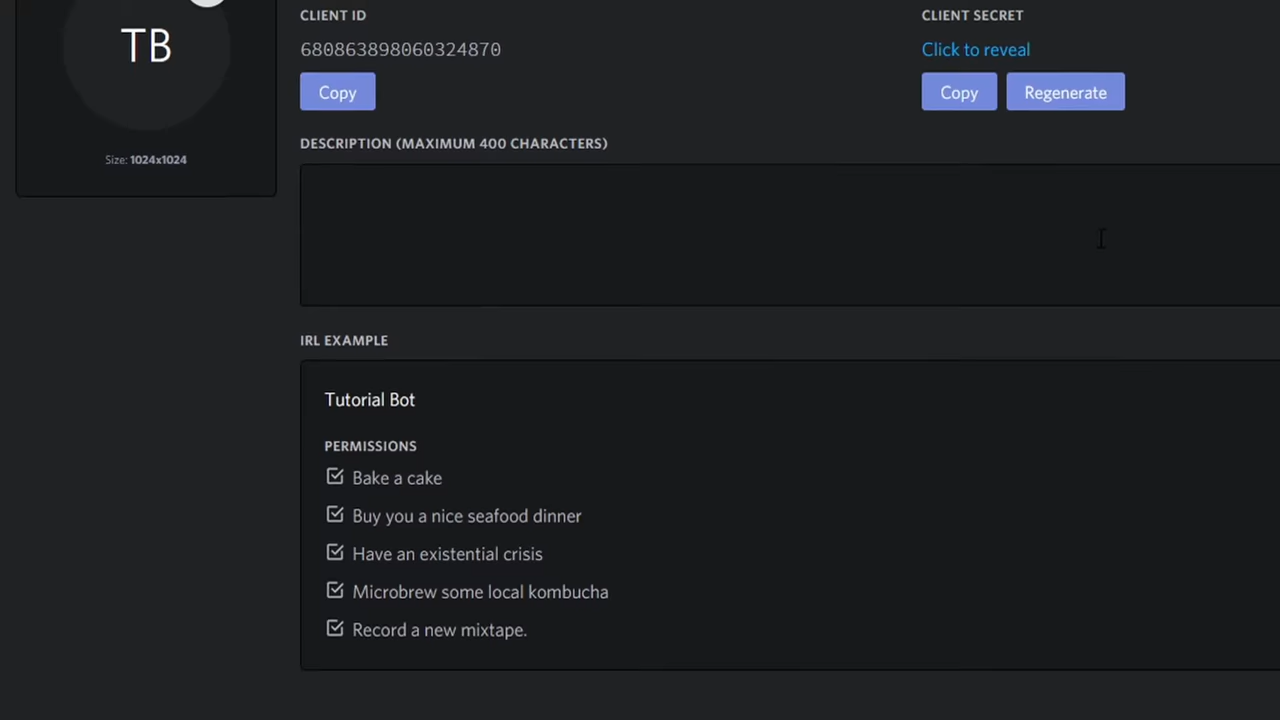 TB
Size: 1024x1024
CLIENT ID
680863898060324870
Copy
CLIENT SECRET
Click to reveal
Copy Regenerate
DESCRIPTION (MAXIMUM 400 CHARACTERS)
IRL EXAMPLE
Tutorial Bot
PERMISSIONS
Bake a cake
Buy you a nice seafood dinner
Have an existential crisis
Microbrew some local kombucha
Record a new mixtape.